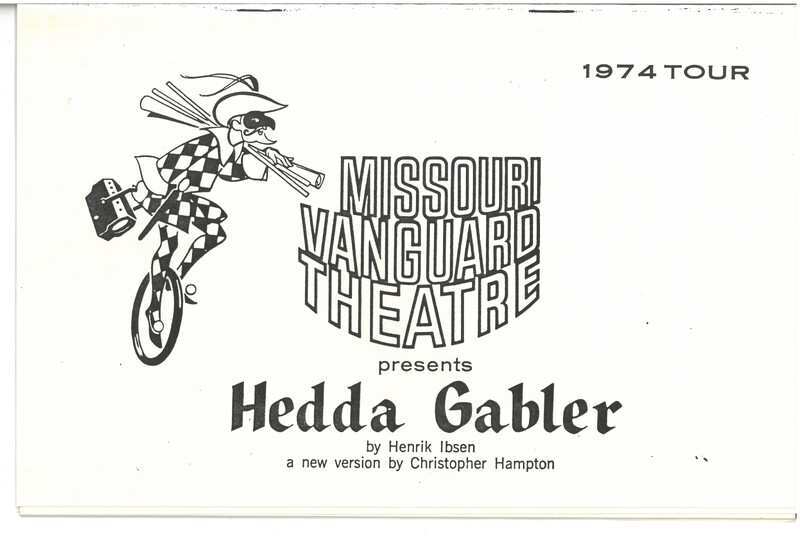 1974 TOUR
MISSOURI
VANGUARD
THEATRE
presents
Hedda Gabler
by Henrik Ibsen
a new version by Christopher Hampton